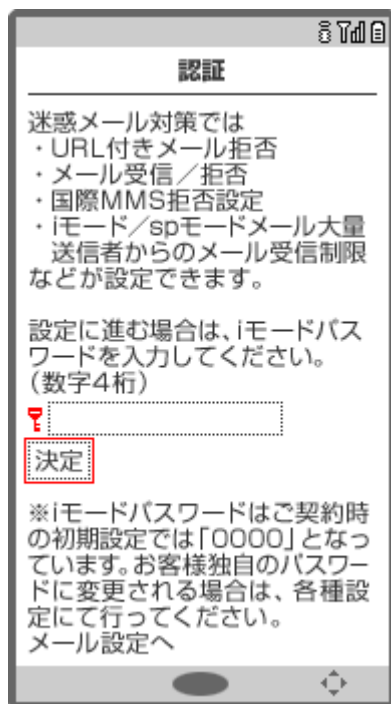 認証
迷惑メール対策では
・URL付きメール拒否
・メール受信／拒否
・国際MMS拒否設定
・iモード／spモードメール大量
送信者からのメール受信制限
などが設定できます。
設定に進む場合は、iモードパス
ワードを入力してください。
（数字4桁）
決定
※iモードパスワードはご契約時
の初期設定では「0000」となっ
ています。お客様独自のパスワー
ドに変更される場合は、各種設
定にて行ってください。
メール設定へ